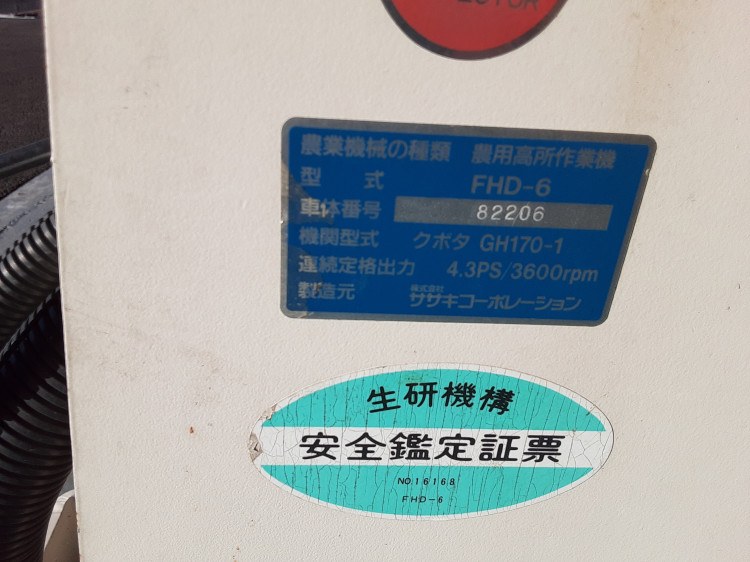 農業機械の種類 農用高所作業機
型式 FHD-6
車体番号 82206
機関型式 クボタ GH170-1
連続定格出力 4.3PS/3600rpm
製造元 株式会社 ササキコーポレーション
生研機構
安全鑑定証票
NO.16168
FHD-6